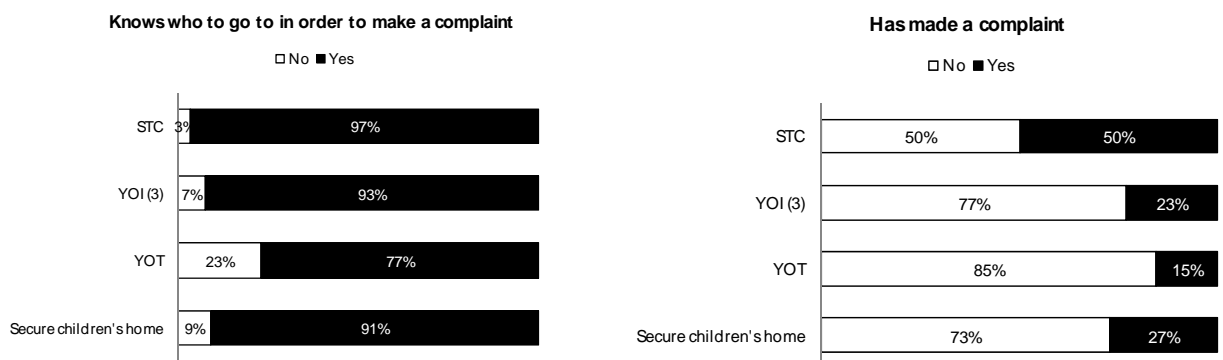 Knows who to go to in order to make a complaint
No Yes
STC 3% 97%
YOI (3) 7% 93%
YOT 23% 77%
Secure children's home 9% 91%
Has made a complaint
No Yes
STC 50% 50%
YOI (3) 77% 23%
YOT 85% 15%
Secure children's home 73% 27%